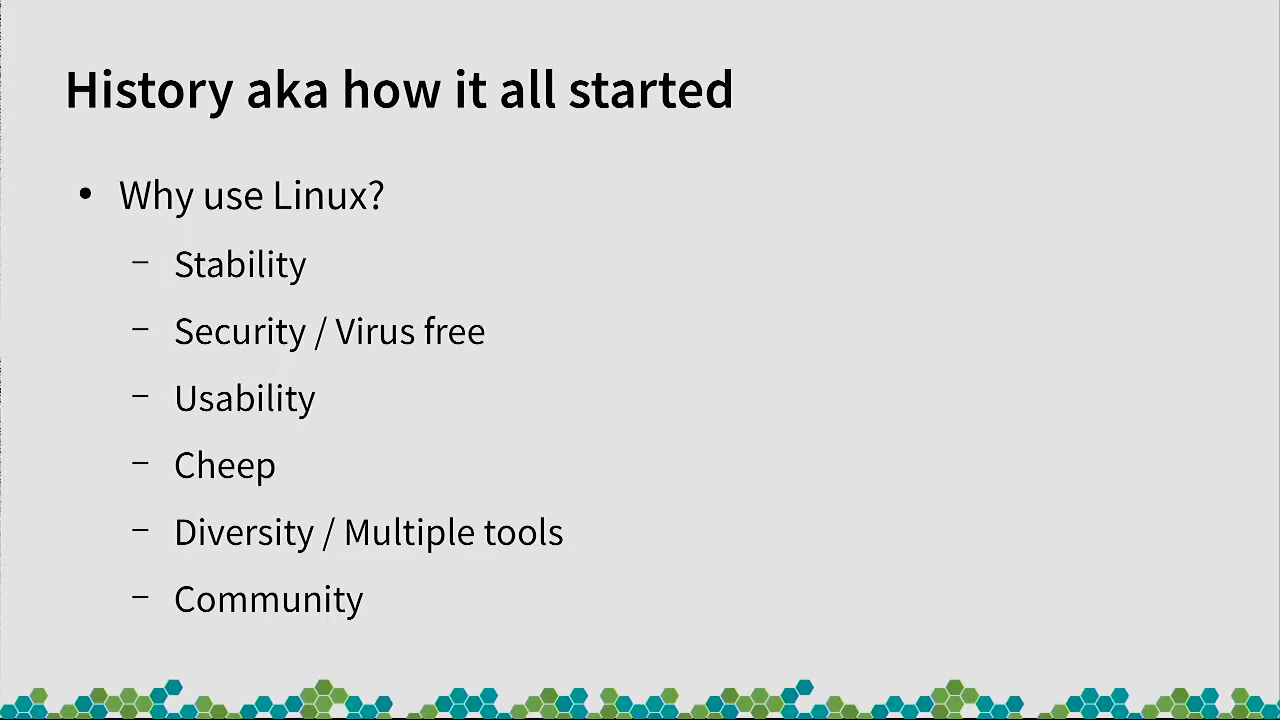 History aka how it all started
• Why use Linux?
– Stability
– Security / Virus free
– Usability
– Cheep
– Diversity / Multiple tools
– Community